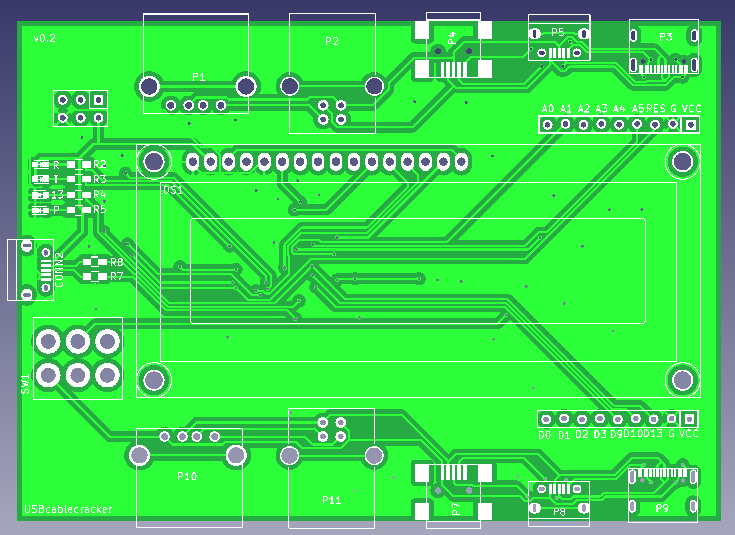 v0.2
P1
P2
P4
P5
P3
A0 A1 A2 A3 A4 A5 RES G VCC
DS1
R R2
T R3
13 R4
P R5
CONN2
R8
R7
SW1
D0 D1 D2 D3 D9 D10 D13 G VCC
P10
P11
P7
P8
P9
USBcablecracker